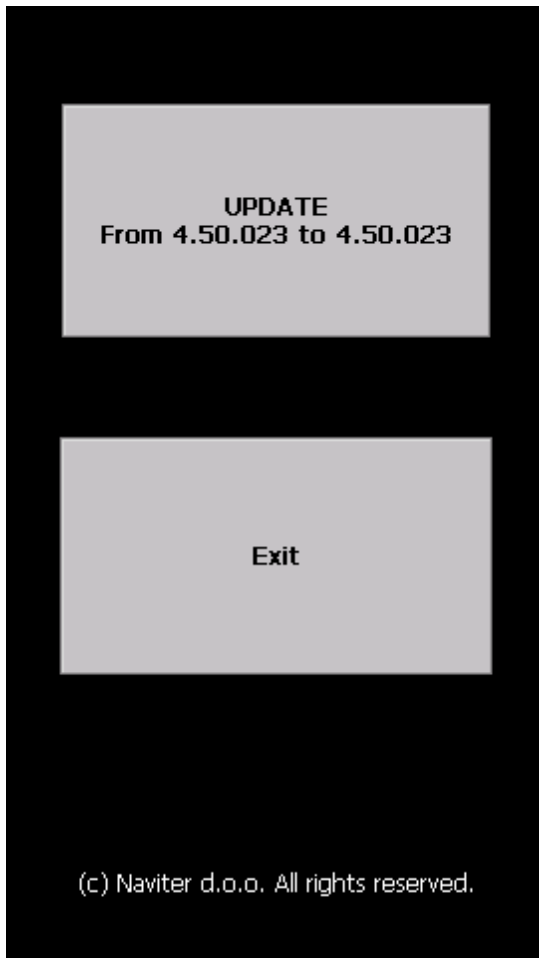 UPDATE
From 4.50.023 to 4.50.023
Exit
(c) Naviter d.o.o. All rights reserved.